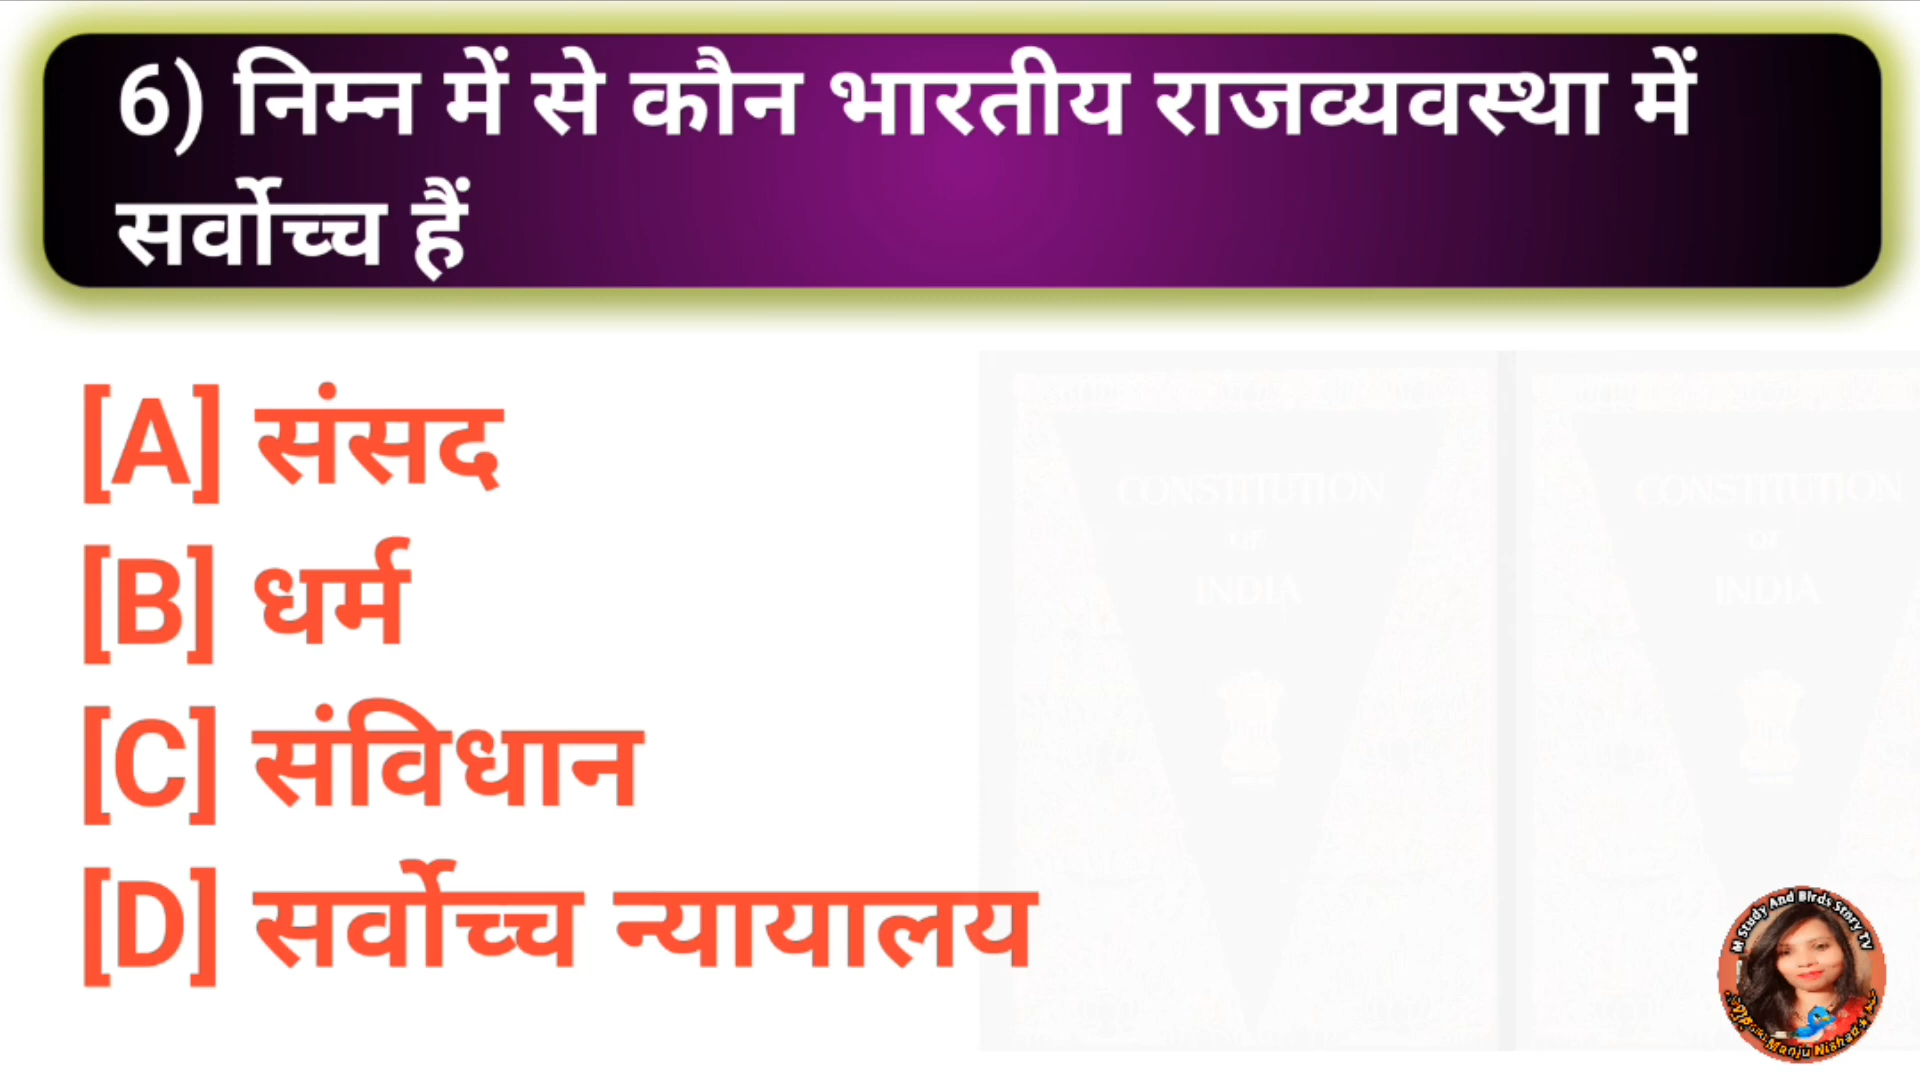 6) निम्न में से कौन भारतीय राजव्यवस्था में
सर्वोच्च हैं
[A] संसद
[B] धर्म
[C] संविधान
[D] सर्वोच्च न्यायालय
CONSTITUTION
OF
INDIA
CONSTITUTION
OF
INDIA
M Study And Birds Story TV
Manju Nishad